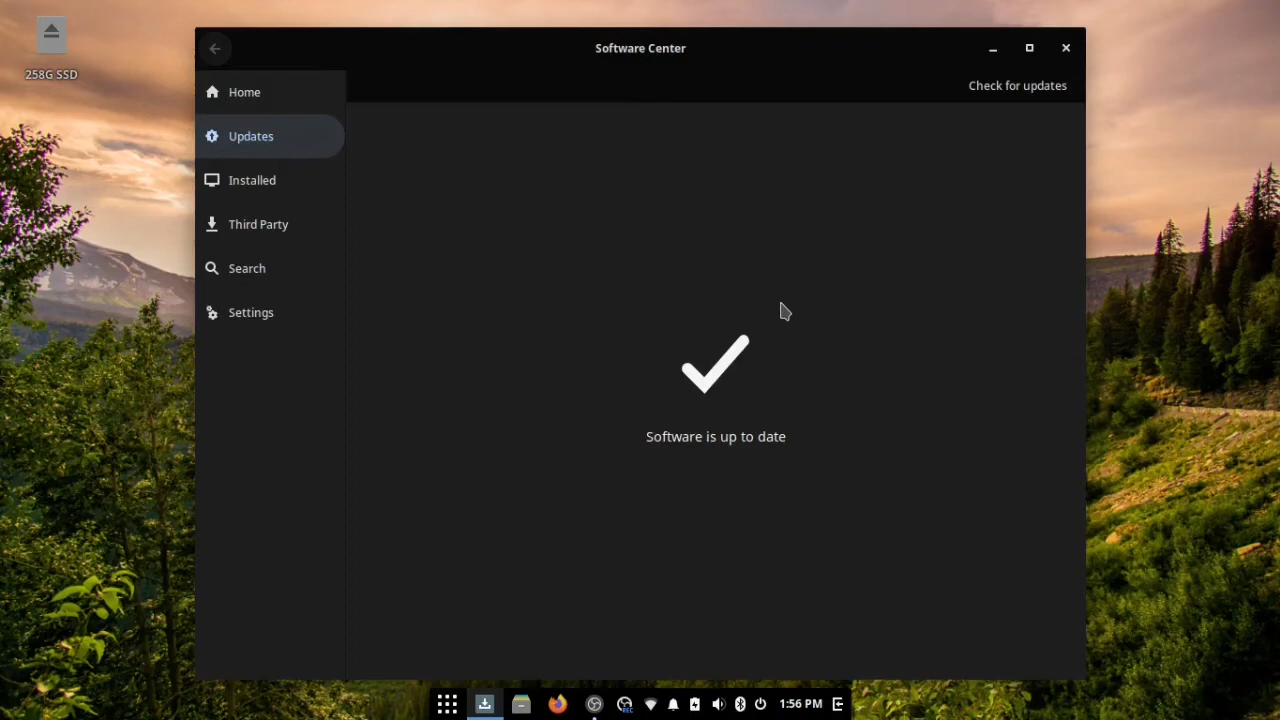 258G SSD
Software Center
Check for updates
Home
Updates
Installed
Third Party
Search
Settings
Software is up to date
REC
1:56 PM